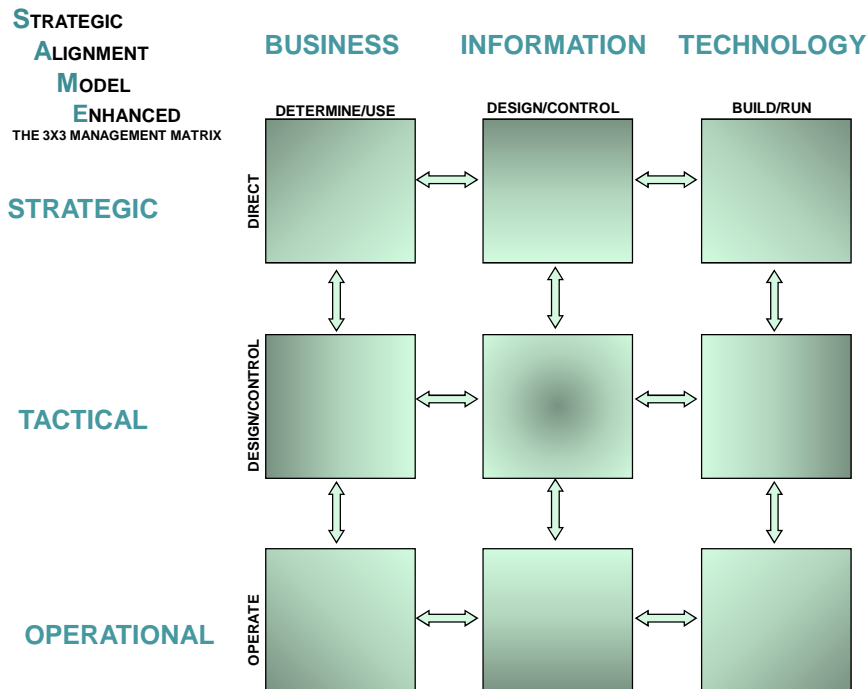 STRATEGIC
ALIGNMENT
MODEL
ENHANCED
THE 3X3 MANAGEMENT MATRIX
BUSINESS INFORMATION TECHNOLOGY
DETERMINE/USE DESIGN/CONTROL BUILD/RUN
STRATEGIC
DIRECT
TACTICAL
DESIGN/CONTROL
OPERATIONAL
OPERATE